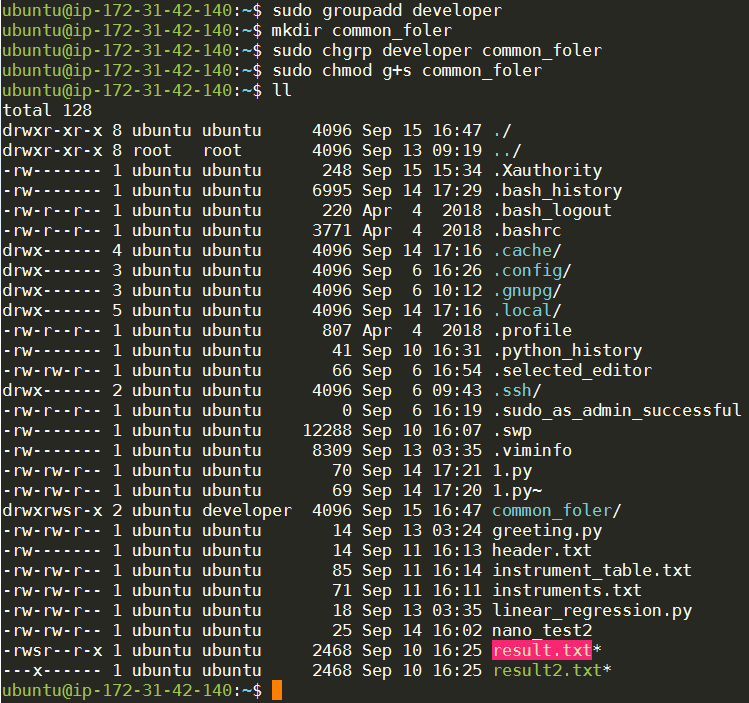 ubuntu@ip-172-31-42-140:~$ sudo groupadd developer
ubuntu@ip-172-31-42-140:~$ mkdir common_foler
ubuntu@ip-172-31-42-140:~$ sudo chgrp developer common_foler
ubuntu@ip-172-31-42-140:~$ sudo chmod g+s common_foler
ubuntu@ip-172-31-42-140:~$ ll
total 128
drwxr-xr-x 8 ubuntu ubuntu     4096 Sep 15 16:47 ./
drwxr-xr-x 8 root   root       4096 Sep 13 09:19 ../
-rw------- 1 ubuntu ubuntu      248 Sep 15 15:34 .Xauthority
-rw------- 1 ubuntu ubuntu     6995 Sep 14 17:29 .bash_history
-rw-r--r-- 1 ubuntu ubuntu      220 Apr  4  2018 .bash_logout
-rw-r--r-- 1 ubuntu ubuntu     3771 Apr  4  2018 .bashrc
drwx------ 4 ubuntu ubuntu     4096 Sep 14 17:16 .cache/
drwx------ 3 ubuntu ubuntu     4096 Sep  6 16:26 .config/
drwx------ 3 ubuntu ubuntu     4096 Sep  6 10:12 .gnupg/
drwx------ 5 ubuntu ubuntu     4096 Sep 14 17:16 .local/
-rw-r--r-- 1 ubuntu ubuntu      807 Apr  4  2018 .profile
-rw------- 1 ubuntu ubuntu       41 Sep 10 16:31 .python_history
-rw-rw-r-- 1 ubuntu ubuntu       66 Sep  6 16:54 .selected_editor
drwx------ 2 ubuntu ubuntu     4096 Sep  6 09:43 .ssh/
-rw-r--r-- 1 ubuntu ubuntu        0 Sep  6 16:19 .sudo_as_admin_successful
-rw------- 1 ubuntu ubuntu    12288 Sep 10 16:07 .swp
-rw------- 1 ubuntu ubuntu     8309 Sep 13 03:35 .viminfo
-rw-rw-r-- 1 ubuntu ubuntu       70 Sep 14 17:21 1.py
-rw-rw-r-- 1 ubuntu ubuntu       69 Sep 14 17:20 1.py~
drwxrwsr-x 2 ubuntu developer  4096 Sep 15 16:47 common_foler/
-rw-rw-r-- 1 ubuntu ubuntu       14 Sep 13 03:24 greeting.py
-rw------- 1 ubuntu ubuntu       14 Sep 11 16:13 header.txt
-rw-rw-r-- 1 ubuntu ubuntu       85 Sep 11 16:14 instrument_table.txt
-rw-rw-r-- 1 ubuntu ubuntu       71 Sep 11 16:11 instruments.txt
-rw-rw-r-- 1 ubuntu ubuntu       18 Sep 13 03:35 linear_regression.py
-rw-rw-r-- 1 ubuntu ubuntu       25 Sep 14 16:02 nano_test2
-rwsr--r-x 1 ubuntu ubuntu     2468 Sep 10 16:25 result.txt*
---x------ 1 ubuntu ubuntu     2468 Sep 10 16:25 result2.txt*
ubuntu@ip-172-31-42-140:~$